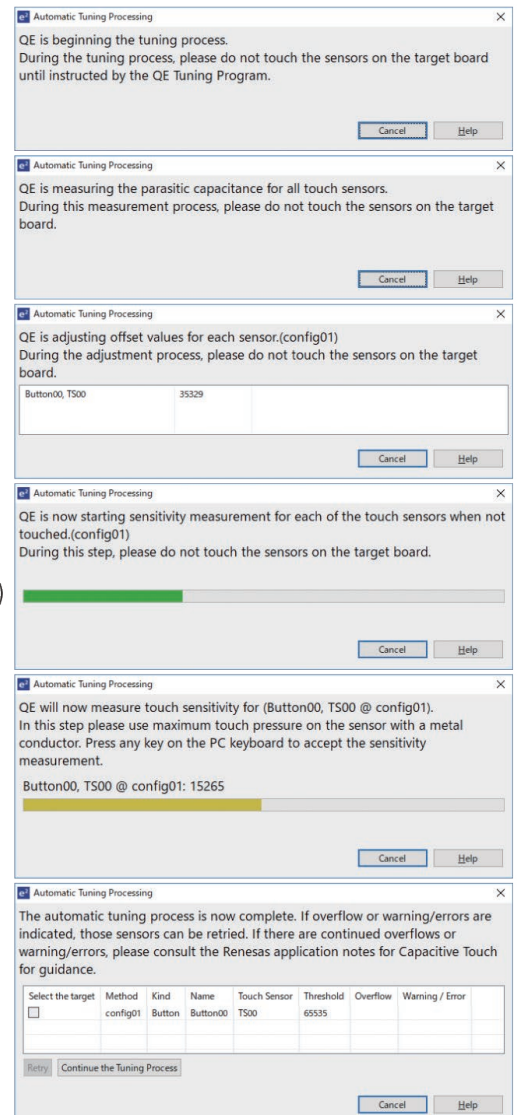 Automatic Tuning Processing
QE is beginning the tuning process.
During the tuning process, please do not touch the sensors on the target board
until instructed by the QE Tuning Program.
Cancel Help
Automatic Tuning Processing
QE is measuring the parasitic capacitance for all touch sensors.
During this measurement process, please do not touch the sensors on the target
board.
Cancel Help
Automatic Tuning Processing
QE is adjusting offset values for each sensor.(config01)
During the adjustment process, please do not touch the sensors on the target
board.
Button00, TS00 35329
Cancel Help
Automatic Tuning Processing
QE is now starting sensitivity measurement for each of the touch sensors when not
touched.(config01)
During this step, please do not touch the sensors on the target board.
)
Cancel Help
Automatic Tuning Processing
QE will now measure touch sensitivity for (Button00, TS00 @ config01).
In this step please use maximum touch pressure on the sensor with a metal
conductor. Press any key on the PC keyboard to accept the sensitivity
measurement.
Button00, TS00 @ config01: 15265
Cancel Help
Automatic Tuning Processing
The automatic tuning process is now complete. If overflow or warning/errors are
indicated, those sensors can be retried. If there are continued overflows or
warning/errors, please consult the Renesas application notes for Capacitive Touch
for guidance.
Select the target Method Kind Name Touch Sensor Threshold Overflow Warning / Error
config01 Button Button00 TS00 65535
Retry Continue the Tuning Process
Cancel Help